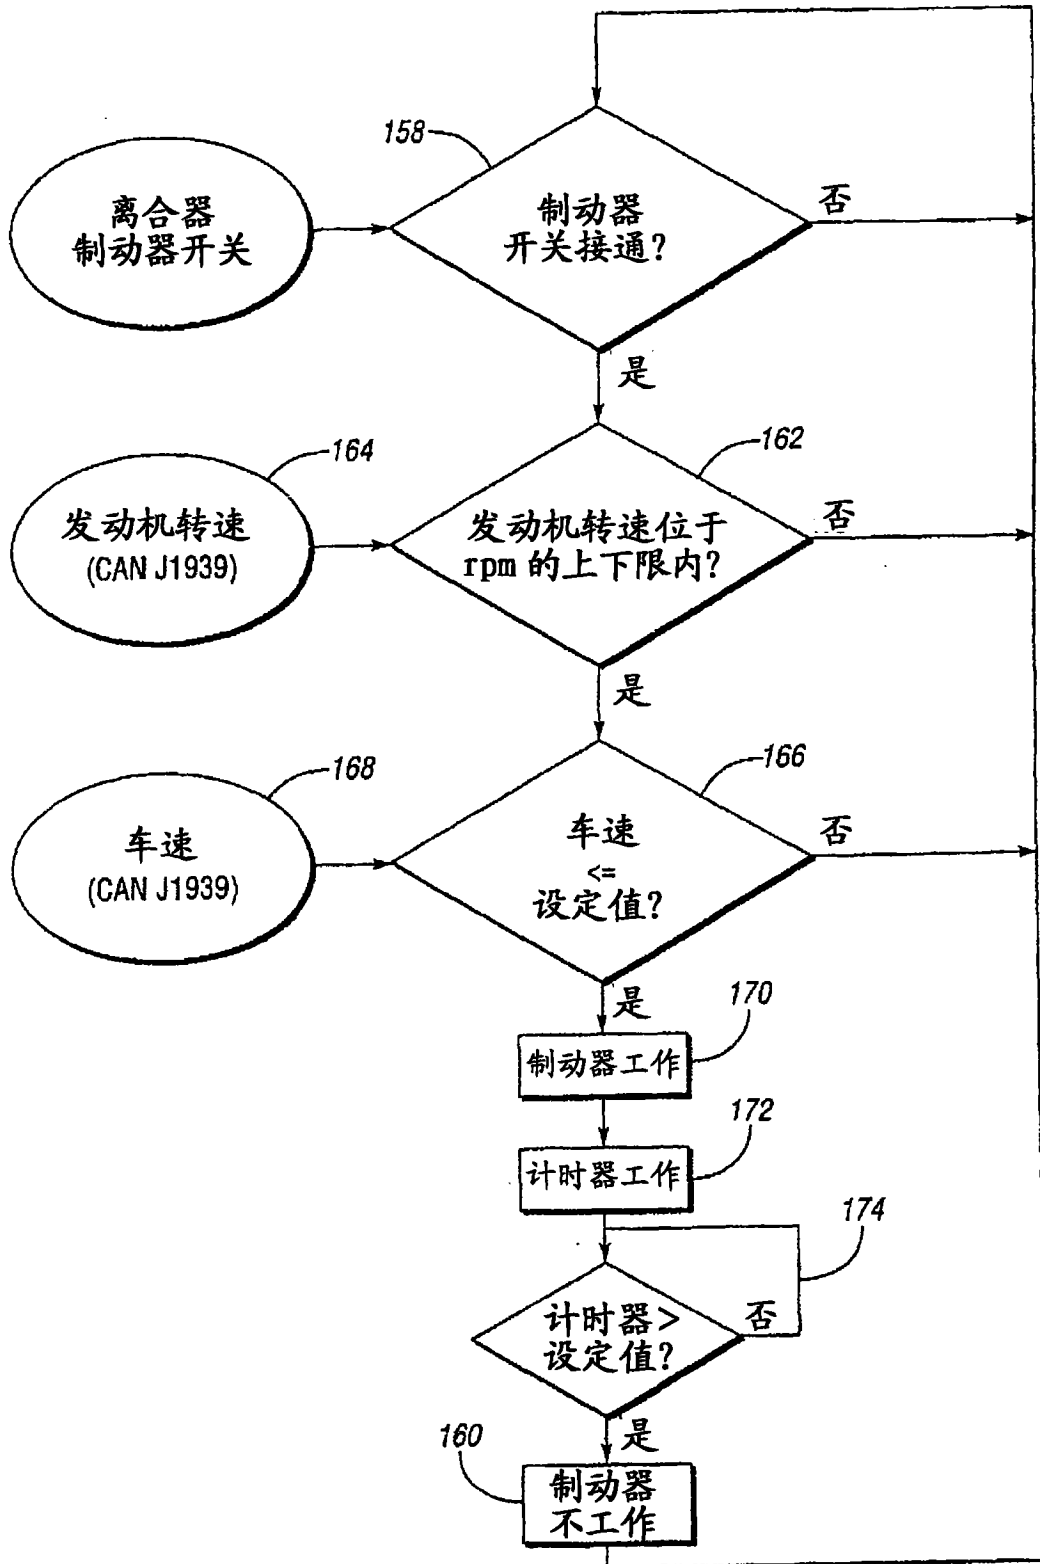 158
离合器
制动器开关
制动器
开关接通?
否
是
164
发动机转速
(CAN J1939)
162
发动机转速位于
rpm 的上下限内?
否
是
168
车速
(CAN J1939)
166
车速
<=
设定值?
否
是
170
制动器工作
172
计时器工作
174
计时器>
设定值?
否
是
160
制动器
不工作